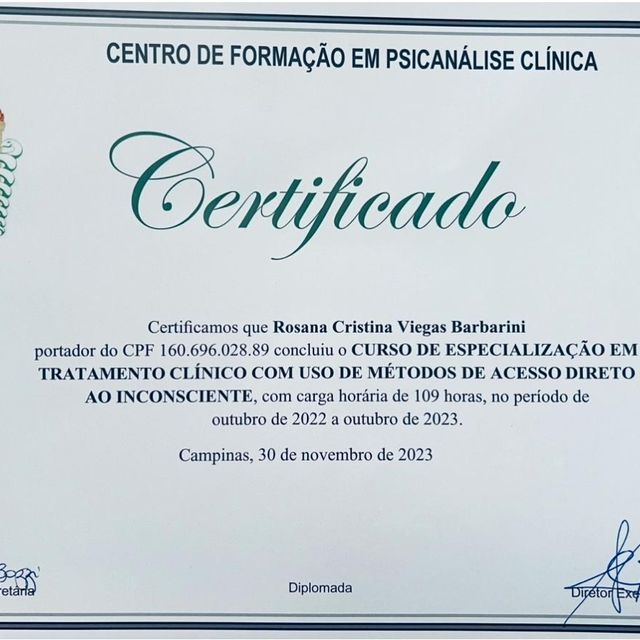 CENTRO DE FORMAÇÃO EM PSICANÁLISE CLÍNICA
Certificado
Certificamos que Rosana Cristina Viegas Barbarini
portador do CPF 160.696.028.89 concluiu o CURSO DE ESPECIALIZAÇÃO EM
TRATAMENTO CLÍNICO COM USO DE MÉTODOS DE ACESSO DIRETO
AO INCONSCIENTE, com carga horária de 109 horas, no período de
outubro de 2022 a outubro de 2023.
Campinas, 30 de novembro de 2023
Diplomada
Diretor Exe